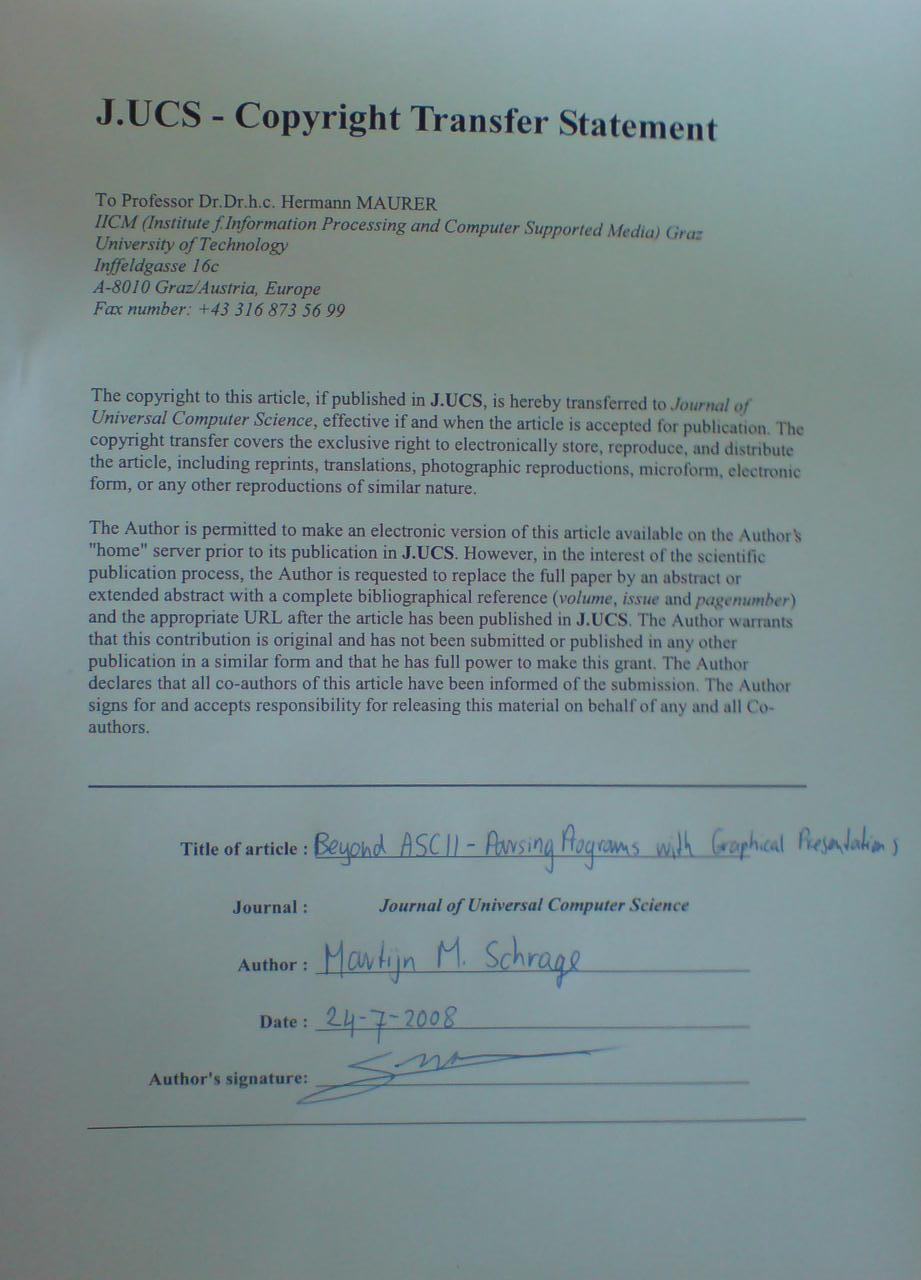 J.UCS - Copyright Transfer Statement
To Professor Dr.Dr.h.c. Hermann MAURER
IICM (Institute f.Information Processing and Computer Supported Media) Graz
University of Technology
Inffeldgasse 16c
A-8010 Graz/Austria, Europe
Fax number: +43 316 873 56 99
The copyright to this article, if published in J.UCS, is hereby transferred to Journal of
Universal Computer Science, effective if and when the article is accepted for publication. The
copyright transfer covers the exclusive right to electronically store, reproduce, and distribute
the article, including reprints, translations, photographic reproductions, microform, electronic
form, or any other reproductions of similar nature.
The Author is permitted to make an electronic version of this article available on the Author's
"home" server prior to its publication in J.UCS. However, in the interest of the scientific
publication process, the Author is requested to replace the full paper by an abstract or
extended abstract with a complete bibliographical reference (volume, issue and pagenumber)
and the appropriate URL after the article has been published in J.UCS. The Author warrants
that this contribution is original and has not been submitted or published in any other
publication in a similar form and that he has full power to make this grant. The Author
declares that all co-authors of this article have been informed of the submission. The Author
signs for and accepts responsibility for releasing this material on behalf of any and all Co-
authors.
Title of article : Beyond ASCII - Parsing Programs with Graphical Presentations
Journal : Journal of Universal Computer Science
Author : Martijn M. Schrage
Date : 24-7-2008
Author's signature: